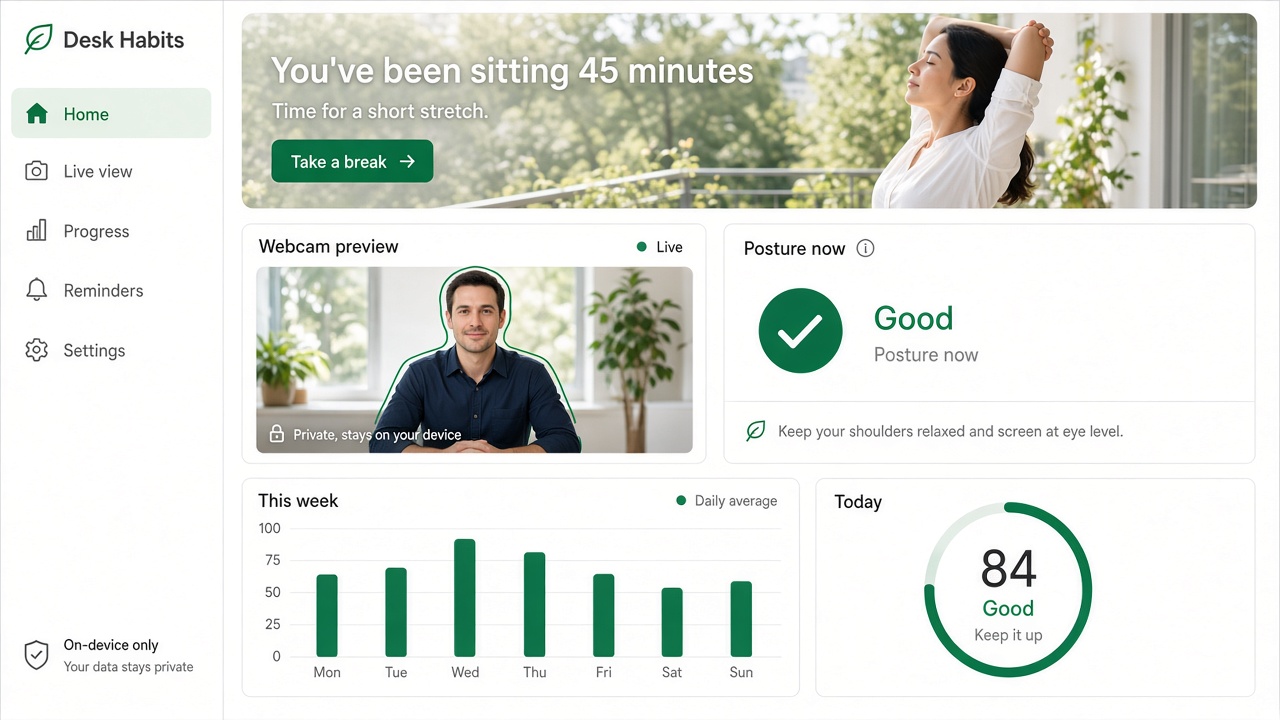 Desk Habits
Home
Live view
Progress
Reminders
Settings
On-device only
Your data stays private
You've been sitting 45 minutes
Time for a short stretch.
Take a break →
Webcam preview
Live
Private, stays on your device
Posture now
Good
Posture now
Keep your shoulders relaxed and screen at eye level.
This week
Daily average
100
75
50
25
0
Mon Tue Wed Thu Fri Sat Sun
Today
84
Good
Keep it up